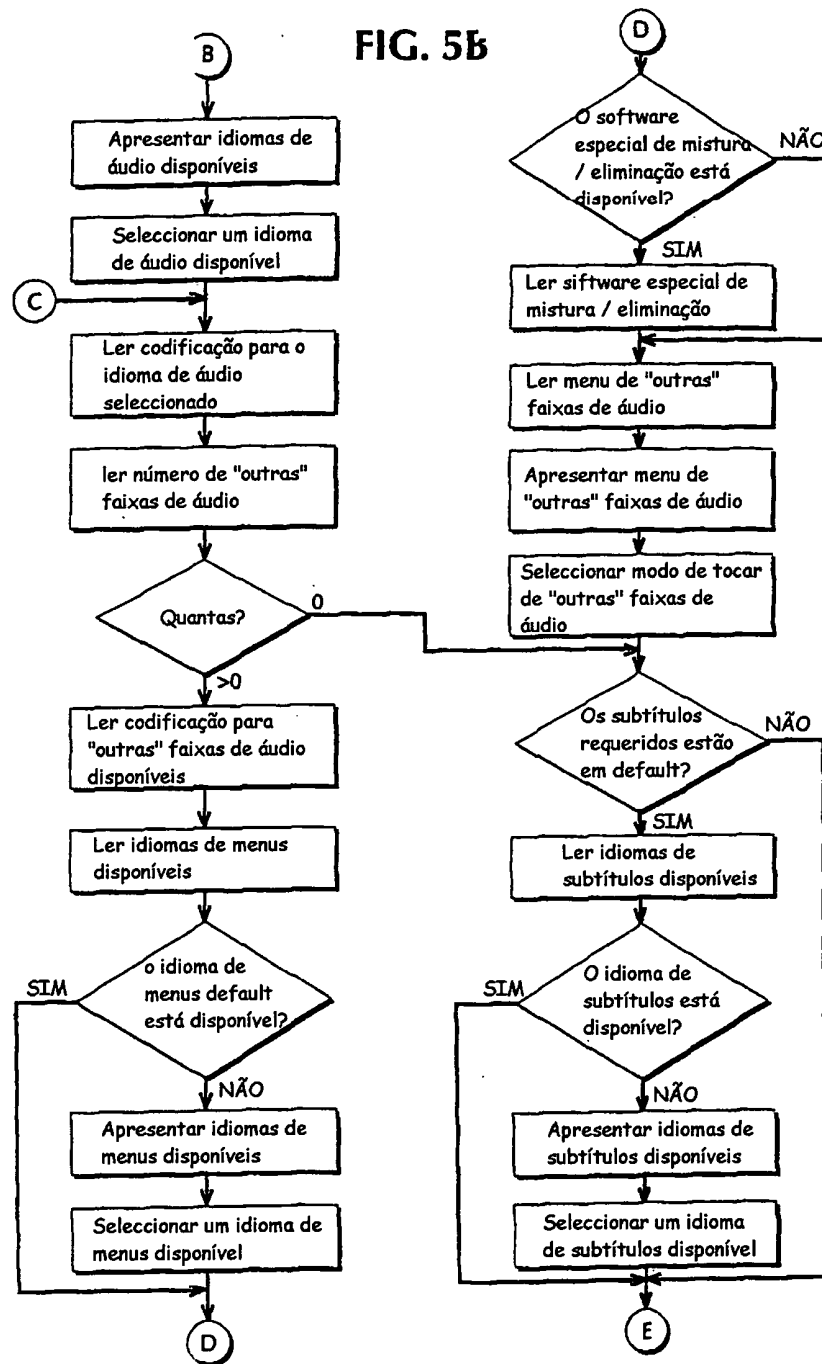 FIG. 5B
B
Apresentar idiomas de
áudio disponíveis
Seleccionar um idioma
de áudio disponível
C
Ler codificação para o
idioma de áudio
seleccionado
ler número de "outras"
faixas de áudio
Quantas?
0
>0
Ler codificação para
"outras" faixas de áudio
disponíveis
Ler idiomas de menus
disponíveis
o idioma de
menus default
está disponível?
SIM
NÃO
Apresentar idiomas de
menus disponíveis
Seleccionar um idioma de
menus disponível
D
D
O software
especial de mistura
/ eliminação está
disponível?
NÃO
SIM
Ler siftware especial de
mistura / eliminação
Ler menu de "outras"
faixas de áudio
Apresentar menu de
"outras" faixas de áudio
Seleccionar modo de tocar
de "outras" faixas de
áudio
Os subtítulos
requeridos estão
em default?
NÃO
SIM
Ler idiomas de
subtítulos disponíveis
O idioma de
subtítulos está
disponível?
SIM
NÃO
Apresentar idiomas de
subtítulos disponíveis
Seleccionar um idioma
de subtítulos disponível
E